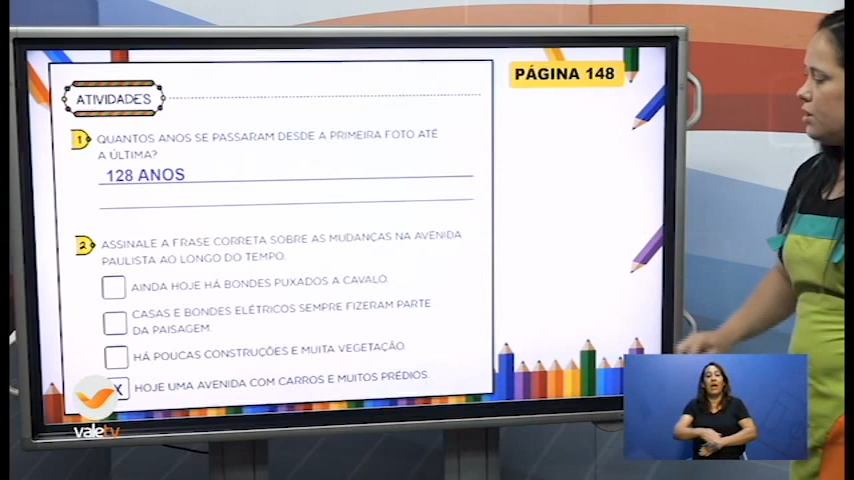 PÁGINA 148
ATIVIDADES
1 QUANTOS ANOS SE PASSARAM DESDE A PRIMEIRA FOTO ATÉ
A ÚLTIMA?
128 ANOS
2 ASSINALE A FRASE CORRETA SOBRE AS MUDANÇAS NA AVENIDA
PAULISTA AO LONGO DO TEMPO.
AINDA HOJE HÁ BONDES PUXADOS A CAVALO.
CASAS E BONDES ELÉTRICOS SEMPRE FIZERAM PARTE
DA PAISAGEM.
HÁ POUCAS CONSTRUÇÕES E MUITA VEGETAÇÃO.
X HOJE UMA AVENIDA COM CARROS E MUITOS PRÉDIOS.
valetv